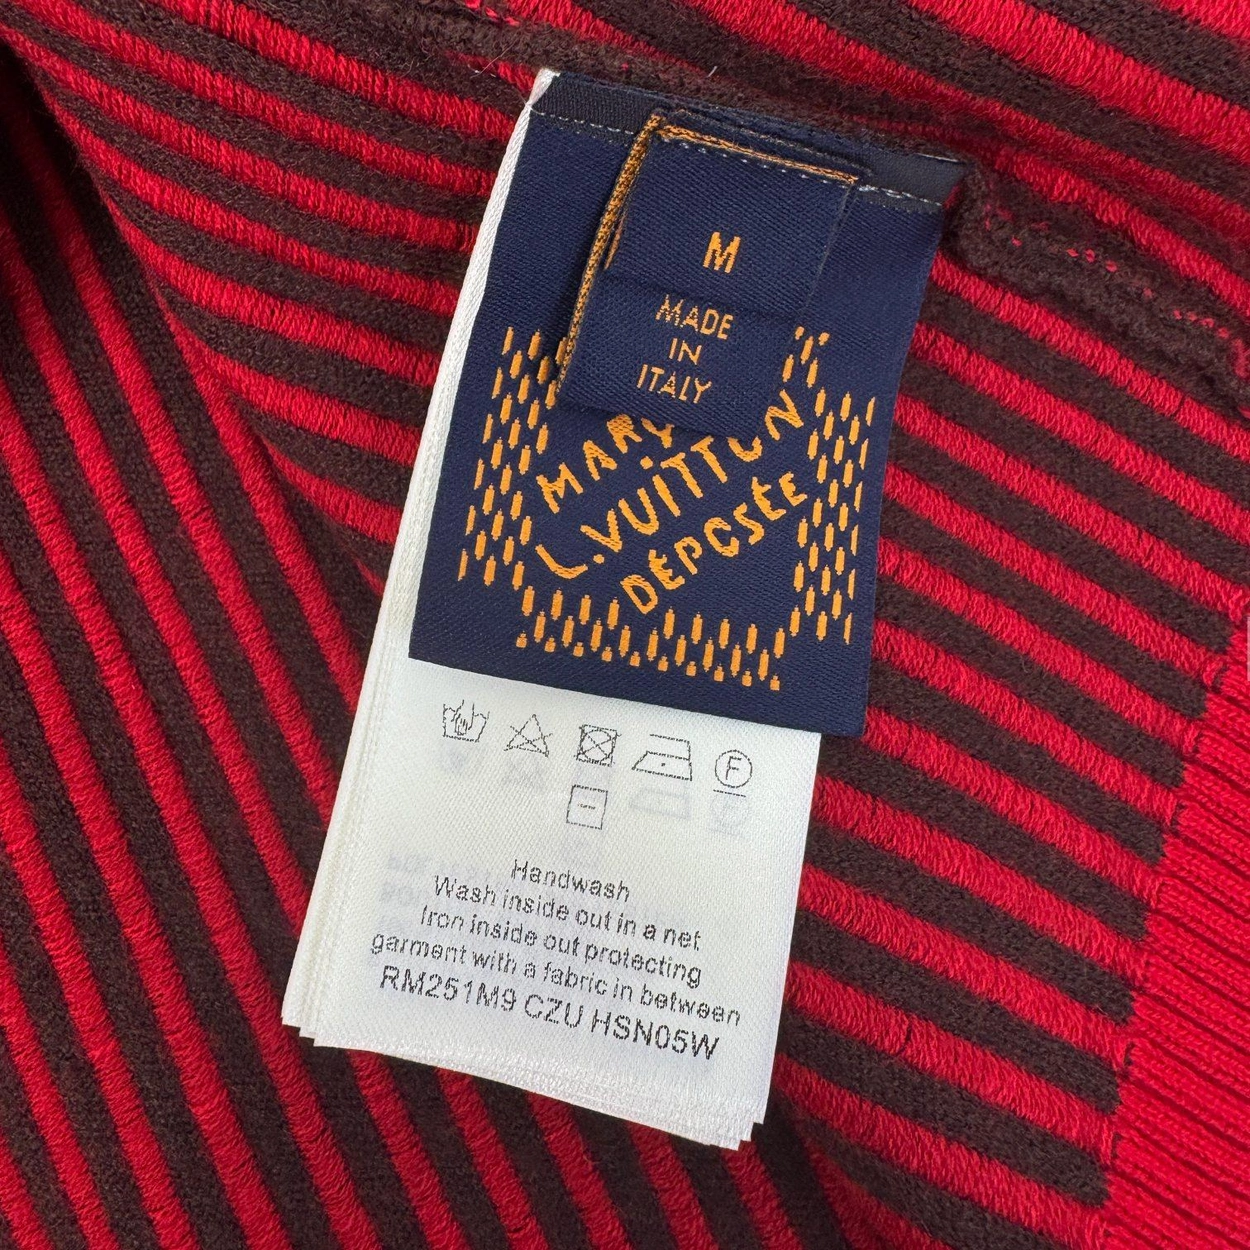 M
MADE
IN
ITALY
L.VUiTTON
DÉPOSÉE
F
Handwash
Wash inside out in a net
Iron inside out protecting
garment with a fabric in between
RM251M9 CZU HSN05W